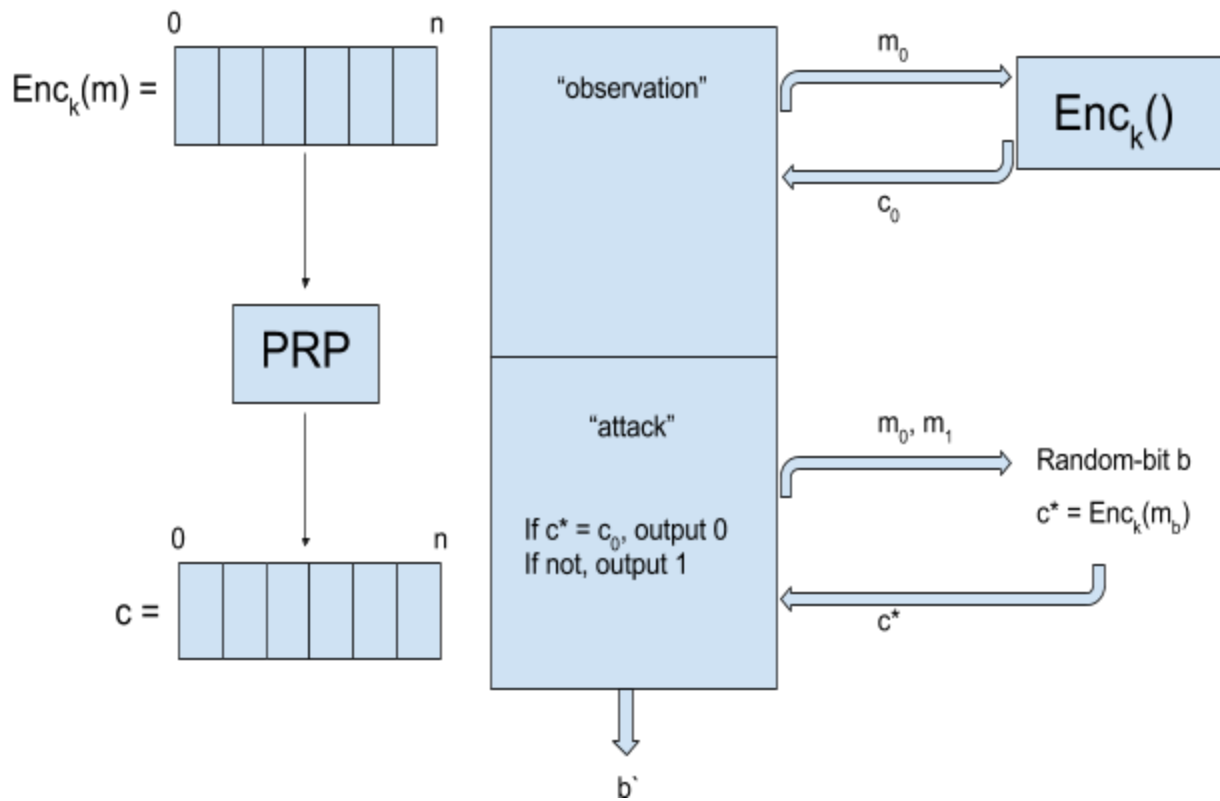 0 n
Enc_k(m) =
PRP
0 n
c =
“observation”
m_0
Enc_k()
c_0
“attack”
If c* = c_0, output 0
If not, output 1
m_0, m_1
Random-bit b
c* = Enc_k(m_b)
c*
b`